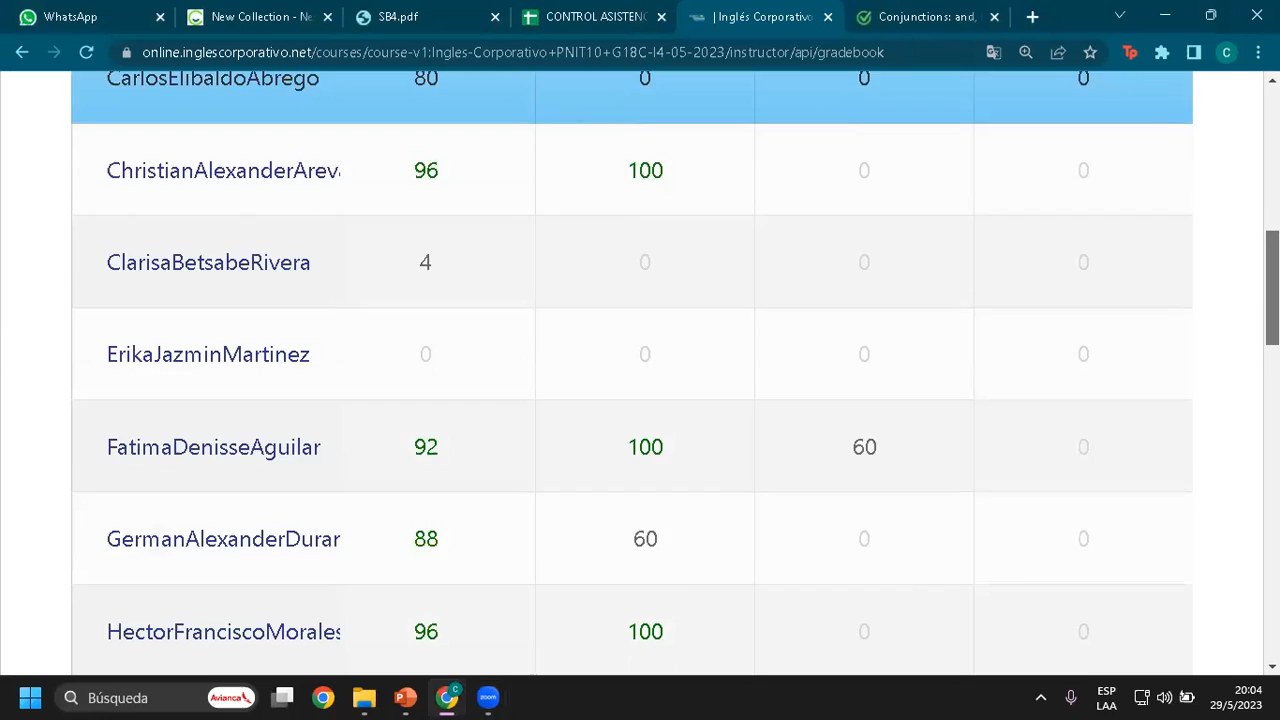 WhatsApp
New Collection - Ne
SB4.pdf
CONTROL ASISTENC
| Inglés Corporativo
Conjunctions: and,
online.inglescorporativo.net/courses/course-v1:Ingles-Corporativo+PNIT10+G18C-I4-05-2023/instructor/api/gradebook
CarlosElibaldoAbrego 80 0 0 0
ChristianAlexanderAreva 96 100 0 0
ClarisaBetsabeRivera 4 0 0 0
ErikaJazminMartinez 0 0 0 0
FatimaDenisseAguilar 92 100 60 0
GermanAlexanderDuran 88 60 0 0
HectorFranciscoMorales 96 100 0 0
Búsqueda
Avianca
ESP
LAA
20:04
29/5/2023